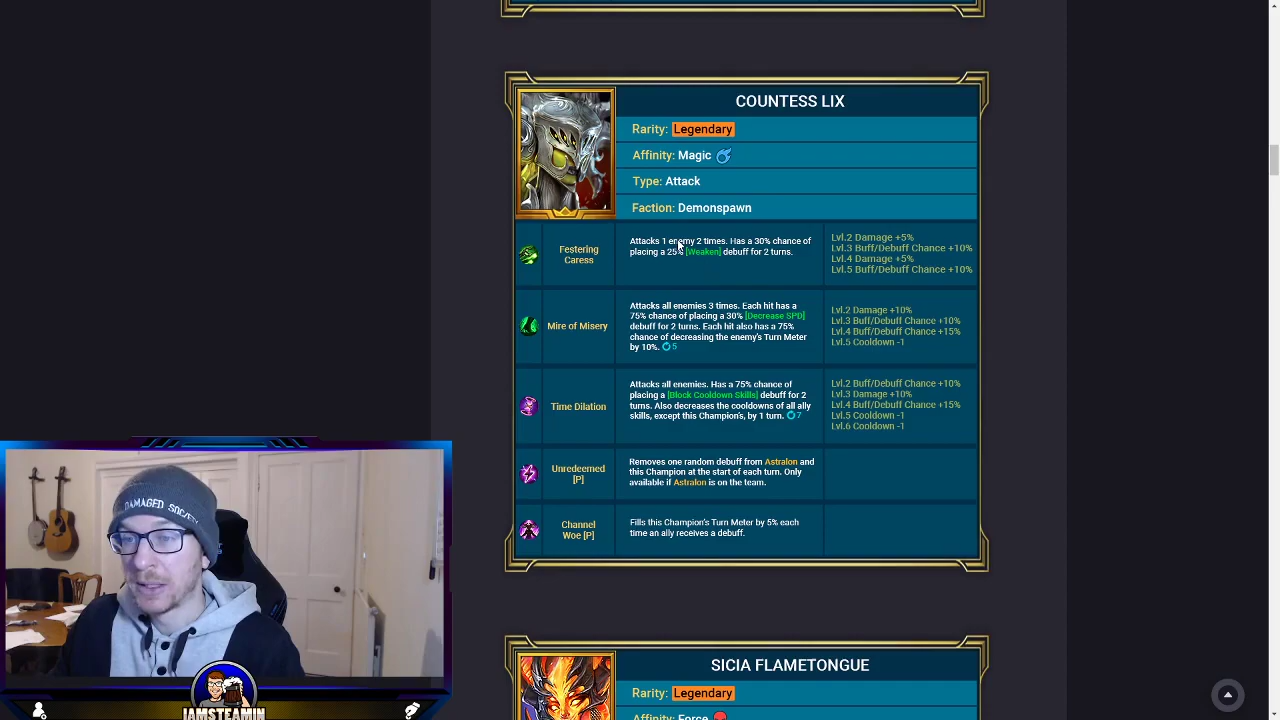 COUNTESS LIX
Rarity: Legendary
Affinity: Magic
Type: Attack
Faction: Demonspawn
Festering
Caress
Attacks 1 enemy 2 times. Has a 30% chance of
placing a 25% [Weaken] debuff for 2 turns.
Lvl.2 Damage +5%
Lvl.3 Buff/Debuff Chance +10%
Lvl.4 Damage +5%
Lvl.5 Buff/Debuff Chance +10%
Mire of Misery
Attacks all enemies 3 times. Each hit has a
75% chance of placing a 30% [Decrease SPD]
debuff for 2 turns. Each hit also has a 75%
chance of decreasing the enemy's Turn Meter
by 10%. 5
Lvl.2 Damage +10%
Lvl.3 Buff/Debuff Chance +10%
Lvl.4 Buff/Debuff Chance +15%
Lvl.5 Cooldown -1
Time Dilation
Attacks all enemies. Has a 75% chance of
placing a [Block Cooldown Skills] debuff for 2
turns. Also decreases the cooldowns of all ally
skills, except this Champion's, by 1 turn. 7
Lvl.2 Buff/Debuff Chance +10%
Lvl.3 Damage +10%
Lvl.4 Buff/Debuff Chance +15%
Lvl.5 Cooldown -1
Lvl.6 Cooldown -1
Unredeemed
[P]
Removes one random debuff from Astralon and
this Champion at the start of each turn. Only
available if Astralon is on the team.
Channel
Woe [P]
Fills this Champion's Turn Meter by 5% each
time an ally receives a debuff.
DAMAGED SOCIETY
SICIA FLAMETONGUE
Rarity: Legendary
Affinity: Force
IAMSTEAMIN